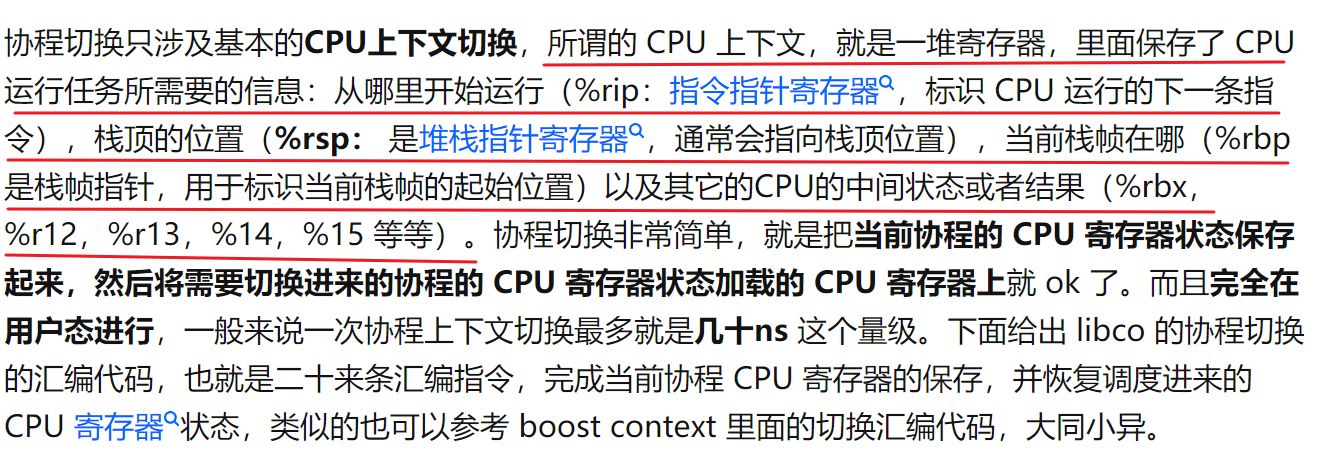 协程切换只涉及基本的CPU上下文切换，所谓的 CPU 上下文，就是一堆寄存器，里面保存了 CPU
运行任务所需要的信息：从哪里开始运行（%rip：指令指针寄存器，标识 CPU 运行的下一条指
令），栈顶的位置（%rsp： 是堆栈指针寄存器，通常会指向栈顶位置），当前栈帧在哪（%rbp
是栈帧指针，用于标识当前栈帧的起始位置）以及其它的CPU的中间状态或者结果（%rbx，
%r12，%r13，%14，%15 等等）。协程切换非常简单，就是把当前协程的 CPU 寄存器状态保存
起来，然后将需要切换进来的协程的 CPU 寄存器状态加载的 CPU 寄存器上就 ok 了。而且完全在
用户态进行，一般来说一次协程上下文切换最多就是几十ns 这个量级。下面给出 libco 的协程切换
的汇编代码，也就是二十来条汇编指令，完成当前协程 CPU 寄存器的保存，并恢复调度进来的
CPU 寄存器状态，类似的也可以参考 boost context 里面的切换汇编代码，大同小异。